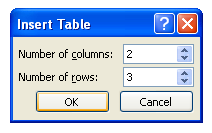 Insert Table
Number of columns: 2
Number of rows: 3
OK Cancel